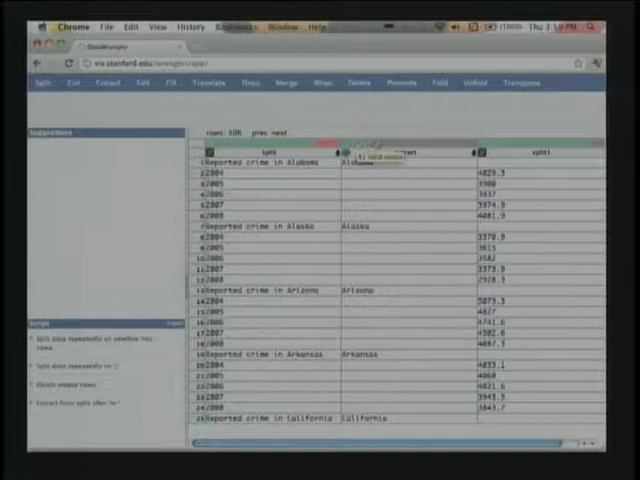 Chrome File Edit View History Bookmarks Window Help Thu 3:58 PM
DataWrangler
vis.stanford.edu/wrangler/app/
Split Cut Extract Edit Fill Translate Drop Merge Wrap Delete Promote Fold Unfold Transpose
Suggestions
rows: 306 prev next
split extract split1
Reported crime in Alabama Alabama
2004 4029.3
2005 3900
2006 3937
2007 3974.9
2008 4081.9
Reported crime in Alaska Alaska
2004 3370.9
2005 3615
2006 3582
2007 3373.9
2008 2928.3
Reported crime in Arizona Arizona
2004 5073.3
2005 4827
2006 4741.6
2007 4502.6
2008 4087.3
Reported crime in Arkansas Arkansas
2004 4033.1
2005 4068
2006 4021.6
2007 3945.5
2008 3843.7
Reported crime in California California
Script
Split data repeatedly on newline into
rows
Split data repeatedly on ','
Delete empty rows
Extract from split after 'in '